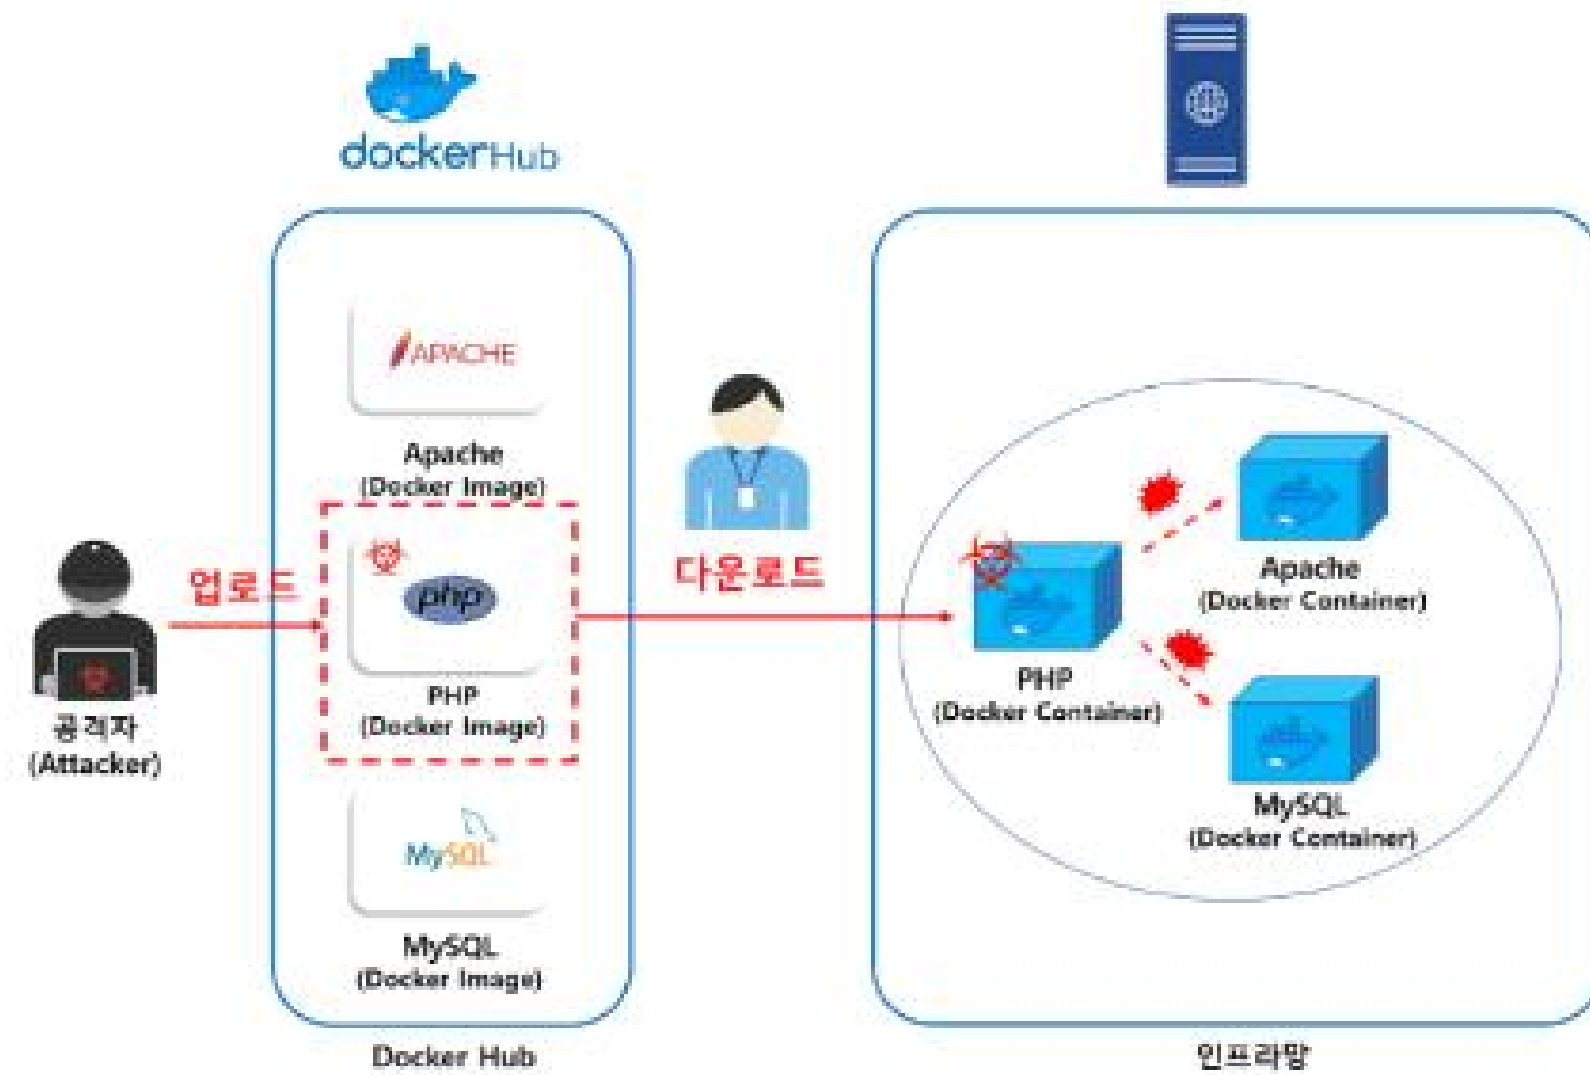 dockerHub
APACHE
Apache
(Docker Image)
업로드
php
PHP
(Docker Image)
공격자
(Attacker)
MySQL
MySQL
(Docker Image)
Docker Hub
다운로드
Apache
(Docker Container)
PHP
(Docker Container)
MySQL
(Docker Container)
인프라망